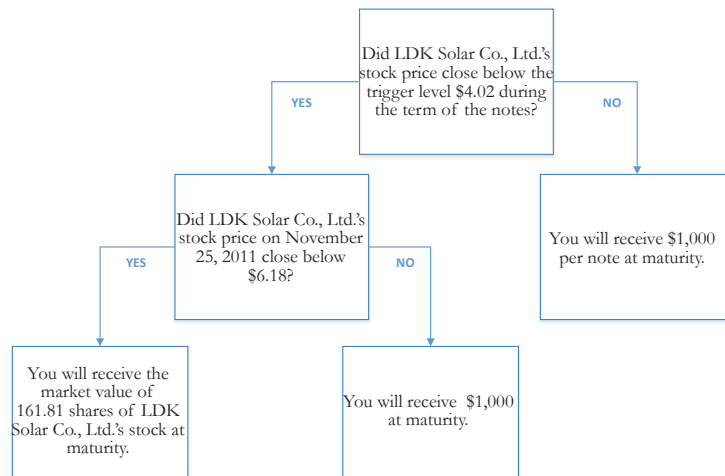 Did LDK Solar Co., Ltd.'s
stock price close below the
trigger level $4.02 during
the term of the notes?
YES
NO
Did LDK Solar Co., Ltd.'s
stock price on November
25, 2011 close below
$6.18?
You will receive $1,000
per note at maturity.
YES
NO
You will receive the
market value of
161.81 shares of LDK
Solar Co., Ltd.'s stock at
maturity.
You will receive $1,000
at maturity.